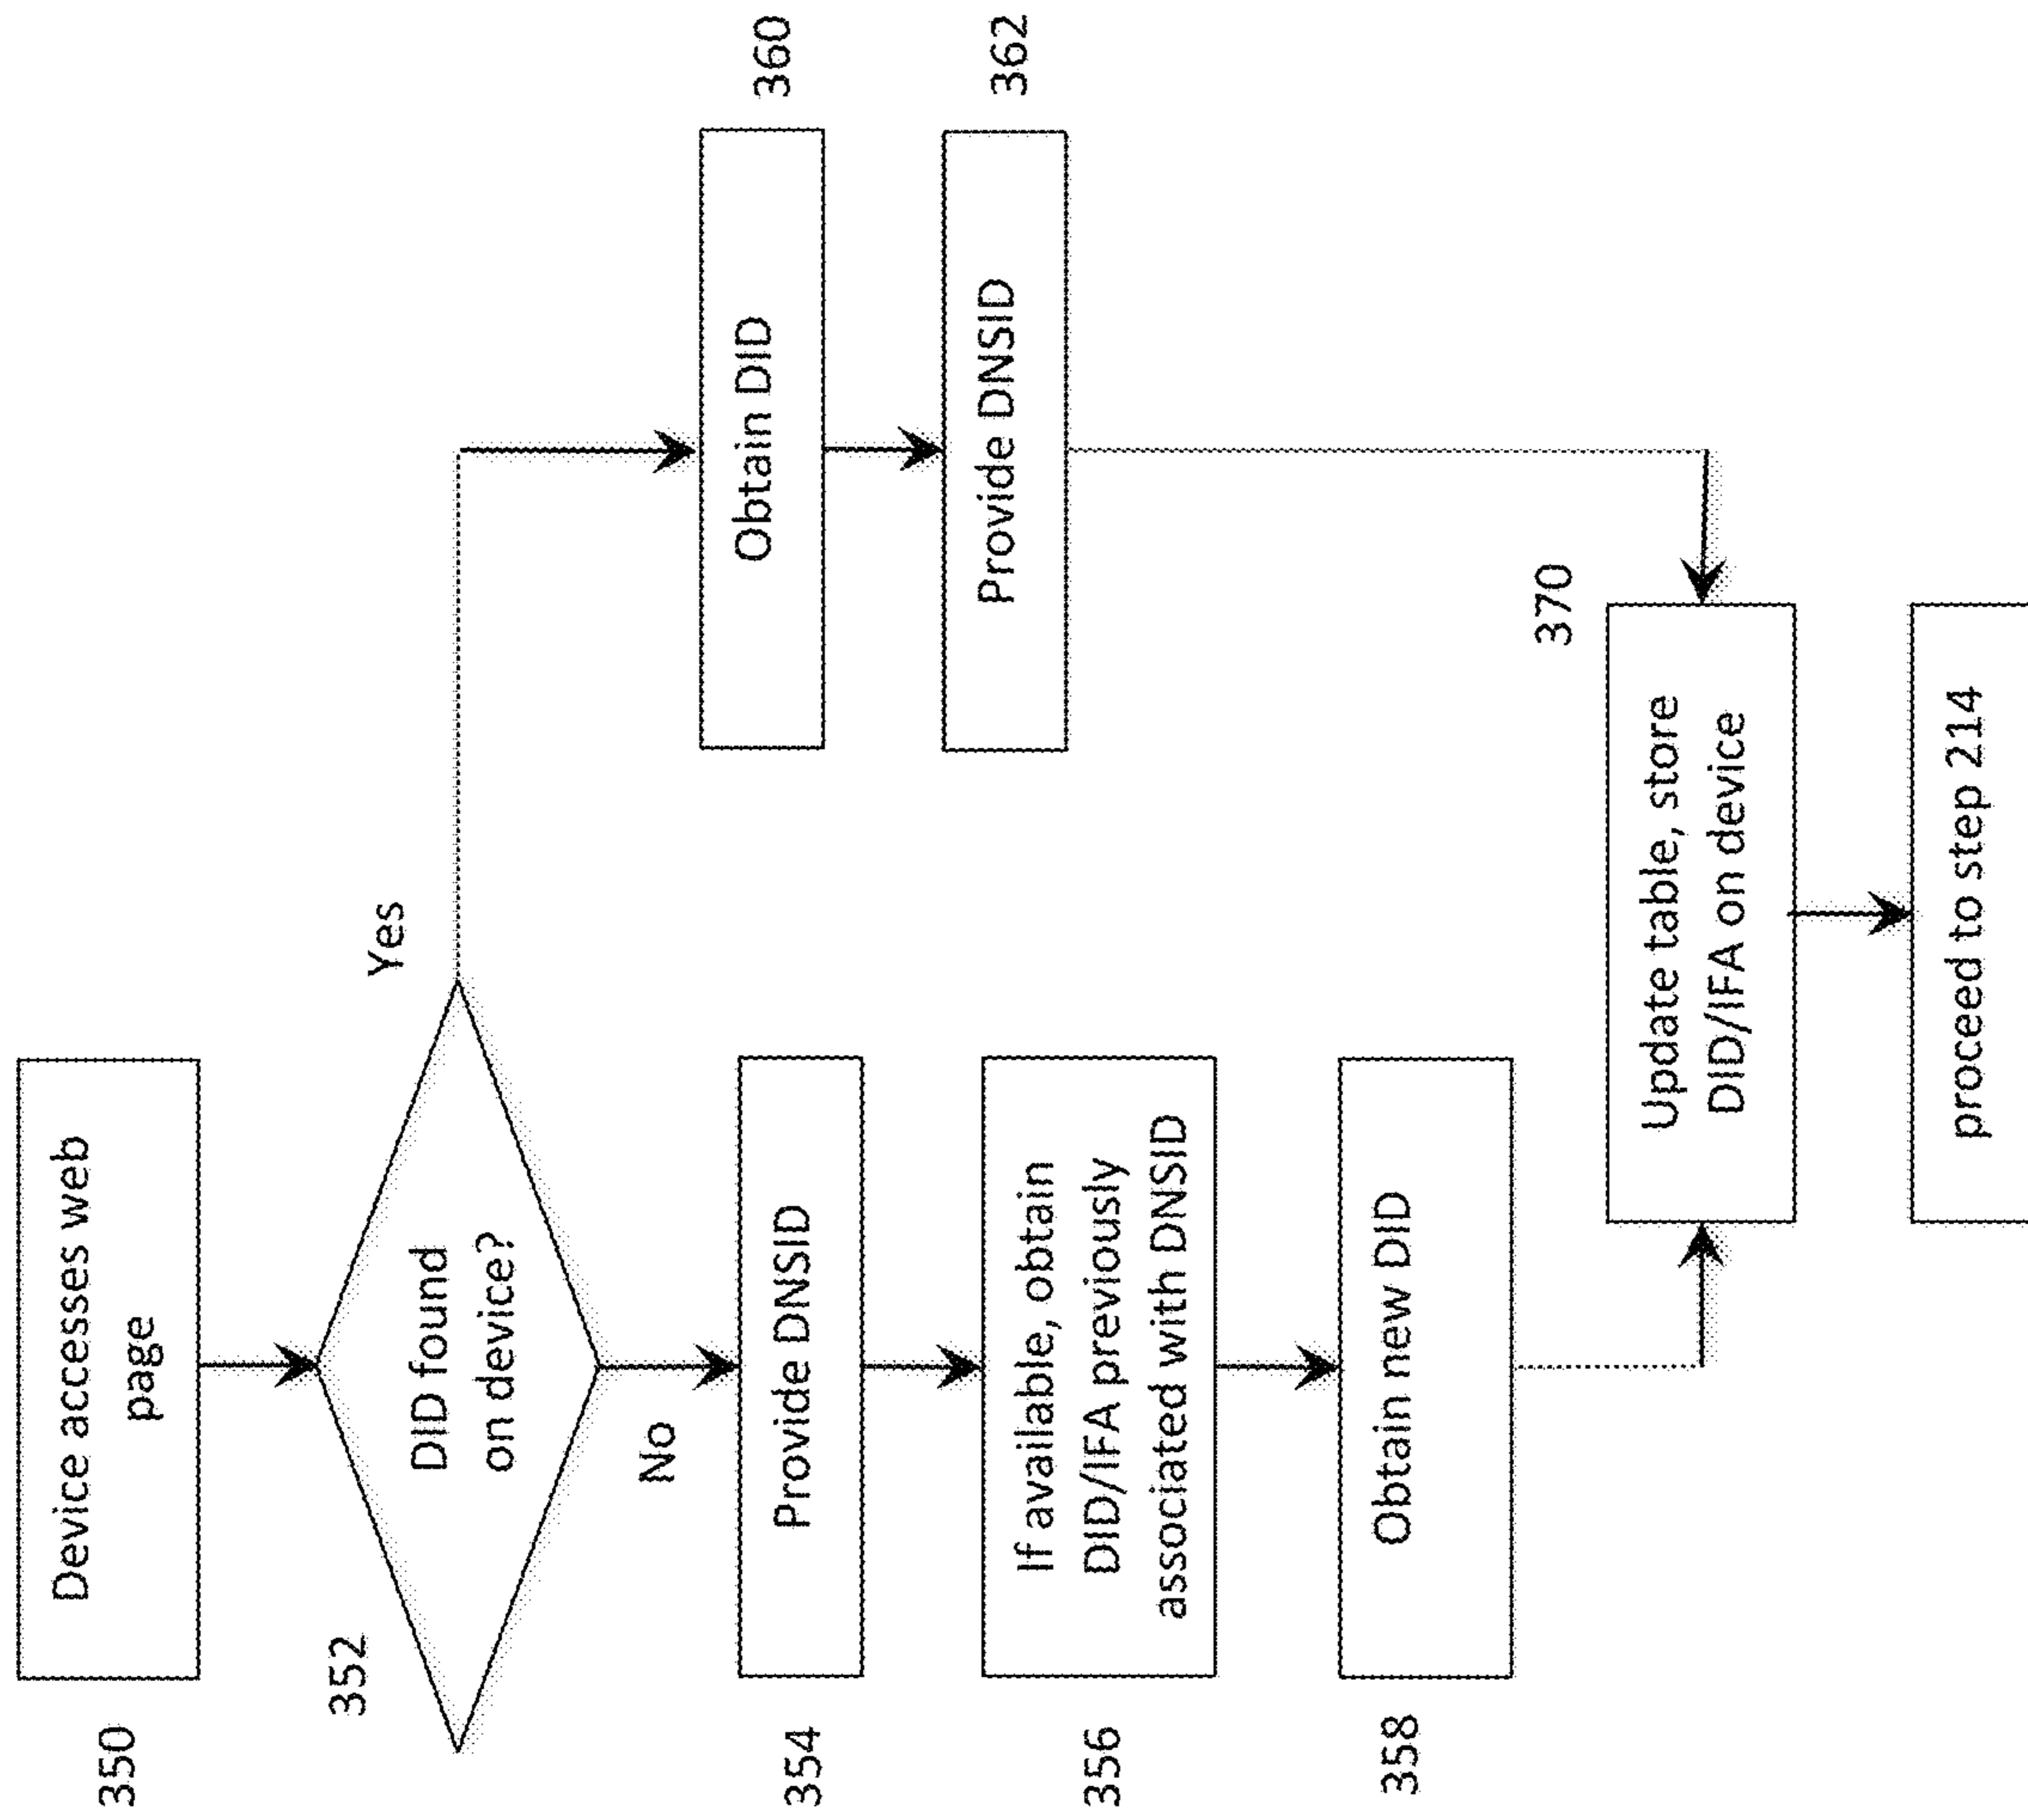 350
Device accesses web
page
352
DID found
on device?
Yes
No
354
Provide DNSID
356
If available, obtain
DID/IFA previously
associated with DNSID
358
Obtain new DID
360
Obtain DID
362
Provide DNSID
370
Update table, store
DID/IFA on device
proceed to step 214